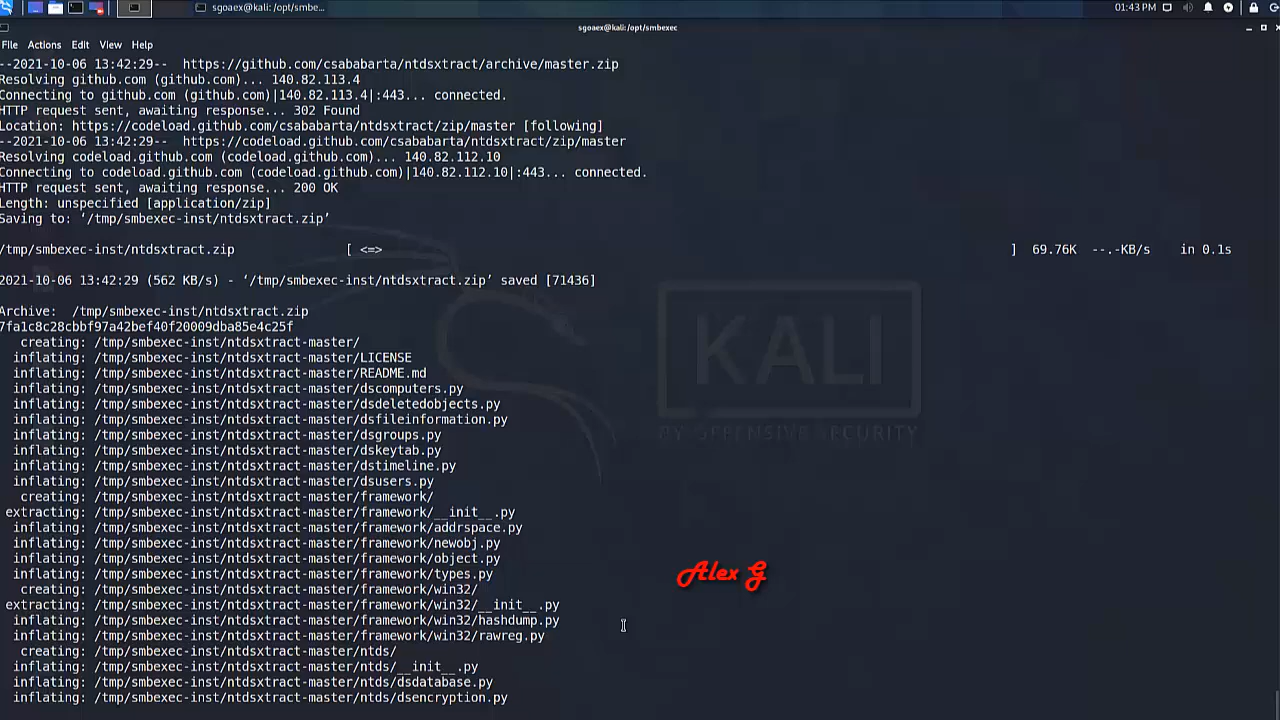 sgoaex@kali: /opt/smbe...
01:43 PM
sgoaex@kali:/opt/smbexec
File Actions Edit View Help
--2021-10-06 13:42:29-- https://github.com/csababarta/ntdsxtract/archive/master.zip
Resolving github.com (github.com)... 140.82.113.4
Connecting to github.com (github.com)|140.82.113.4|:443... connected.
HTTP request sent, awaiting response... 302 Found
Location: https://codeload.github.com/csababarta/ntdsxtract/zip/master [following]
--2021-10-06 13:42:29-- https://codeload.github.com/csababarta/ntdsxtract/zip/master
Resolving codeload.github.com (codeload.github.com)... 140.82.112.10
Connecting to codeload.github.com (codeload.github.com)|140.82.112.10|:443... connected.
HTTP request sent, awaiting response... 200 OK
Length: unspecified [application/zip]
Saving to: ‘/tmp/smbexec-inst/ntdsxtract.zip’
/tmp/smbexec-inst/ntdsxtract.zip [ <=> ] 69.76K --.-KB/s in 0.1s
2021-10-06 13:42:29 (562 KB/s) - ‘/tmp/smbexec-inst/ntdsxtract.zip’ saved [71436]
Archive: /tmp/smbexec-inst/ntdsxtract.zip
7fa1c8c28cbbf97a42bef40f20009dba85e4c25f
creating: /tmp/smbexec-inst/ntdsxtract-master/
inflating: /tmp/smbexec-inst/ntdsxtract-master/LICENSE
inflating: /tmp/smbexec-inst/ntdsxtract-master/README.md
inflating: /tmp/smbexec-inst/ntdsxtract-master/dscomputers.py
inflating: /tmp/smbexec-inst/ntdsxtract-master/dsdeletedobjects.py
inflating: /tmp/smbexec-inst/ntdsxtract-master/dsfileinformation.py
inflating: /tmp/smbexec-inst/ntdsxtract-master/dsgroups.py
inflating: /tmp/smbexec-inst/ntdsxtract-master/dskeytab.py
inflating: /tmp/smbexec-inst/ntdsxtract-master/dstimeline.py
inflating: /tmp/smbexec-inst/ntdsxtract-master/dsusers.py
creating: /tmp/smbexec-inst/ntdsxtract-master/framework/
extracting: /tmp/smbexec-inst/ntdsxtract-master/framework/__init__.py
inflating: /tmp/smbexec-inst/ntdsxtract-master/framework/addrspace.py
inflating: /tmp/smbexec-inst/ntdsxtract-master/framework/newobj.py
inflating: /tmp/smbexec-inst/ntdsxtract-master/framework/object.py
inflating: /tmp/smbexec-inst/ntdsxtract-master/framework/types.py
creating: /tmp/smbexec-inst/ntdsxtract-master/framework/win32/
extracting: /tmp/smbexec-inst/ntdsxtract-master/framework/win32/__init__.py
inflating: /tmp/smbexec-inst/ntdsxtract-master/framework/win32/hashdump.py
inflating: /tmp/smbexec-inst/ntdsxtract-master/framework/win32/rawreg.py
creating: /tmp/smbexec-inst/ntdsxtract-master/ntds/
inflating: /tmp/smbexec-inst/ntdsxtract-master/ntds/__init__.py
inflating: /tmp/smbexec-inst/ntdsxtract-master/ntds/dsdatabase.py
inflating: /tmp/smbexec-inst/ntdsxtract-master/ntds/dsencryption.py
KALI
BY OFFENSIVE SECURITY
Alex G